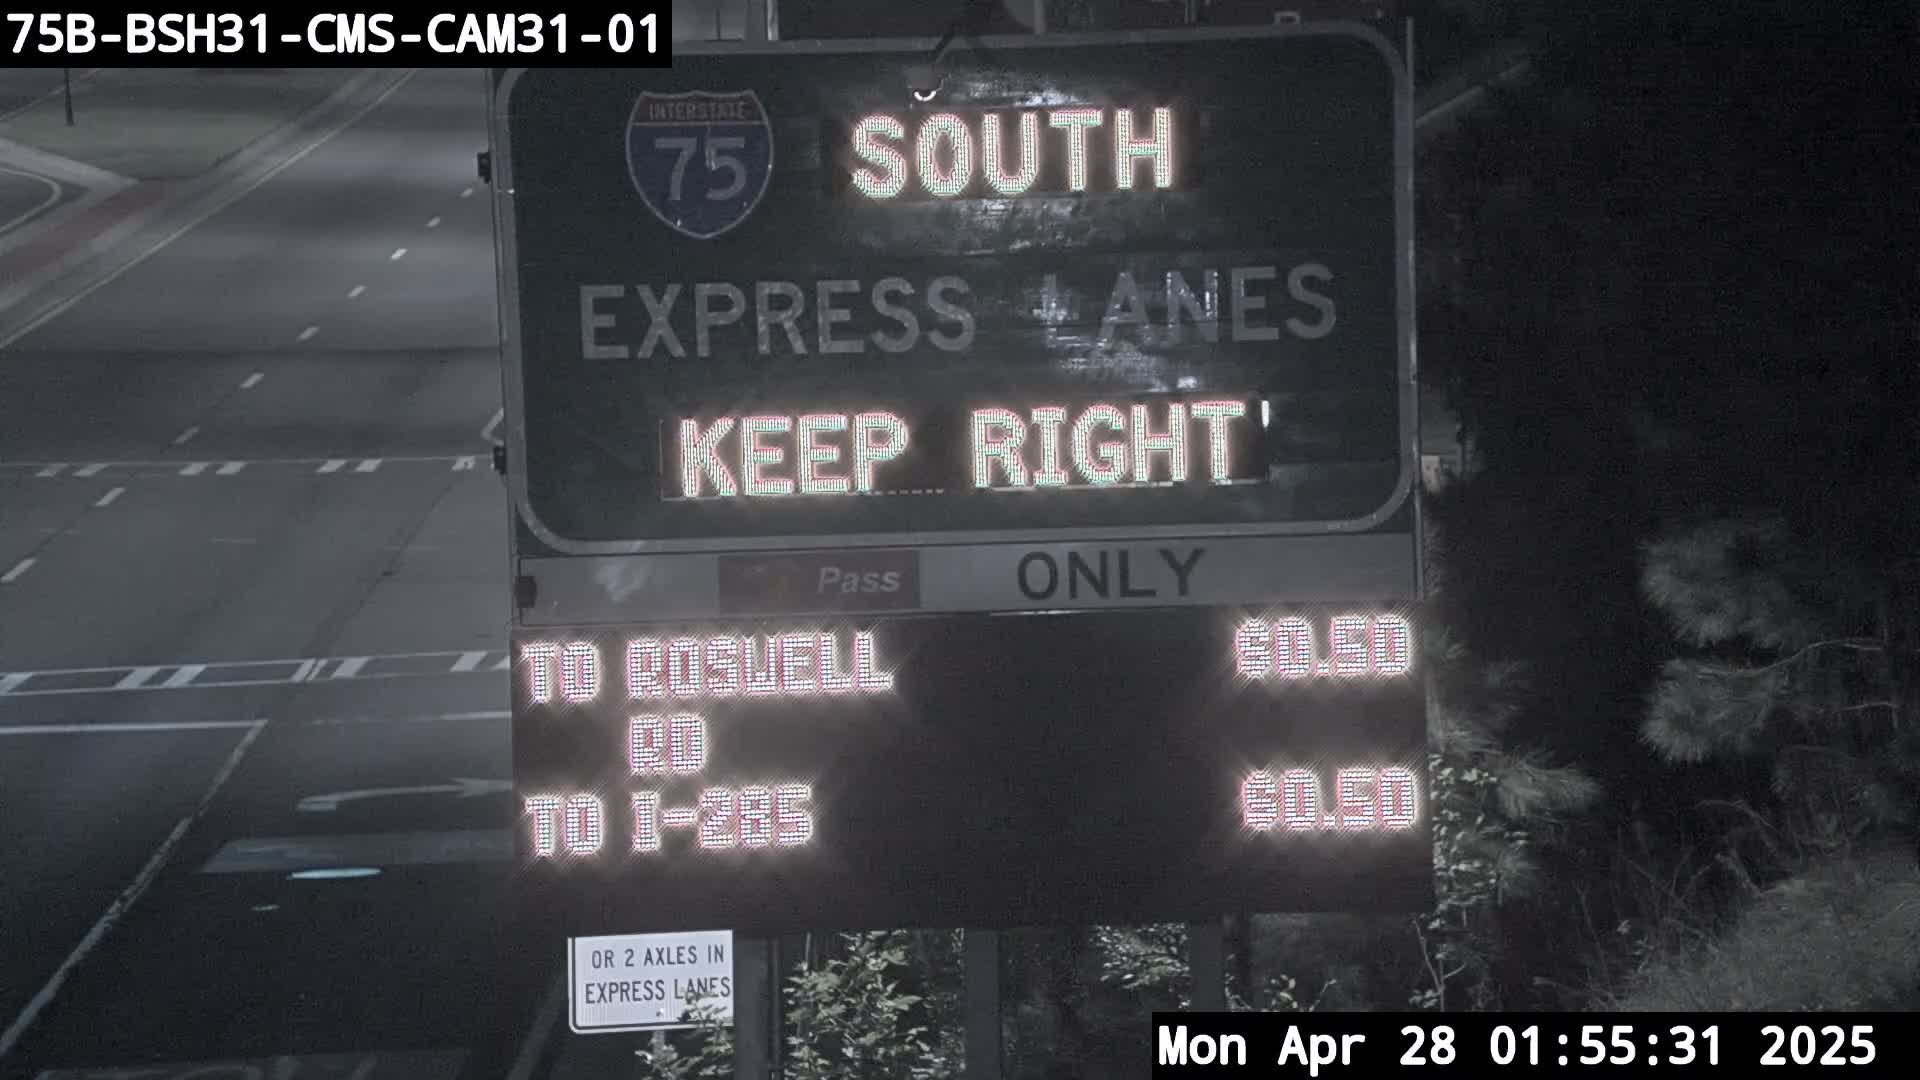 75B-BSH31-CMS-CAM31-01
INTERSTATE
75
SOUTH
EXPRESS LANES
KEEP RIGHT
Pass ONLY
TO ROSWELL $0.50
RD
TO I-285 $0.50
OR 2 AXLES IN
EXPRESS LANES
Mon Apr 28 01:55:31 2025